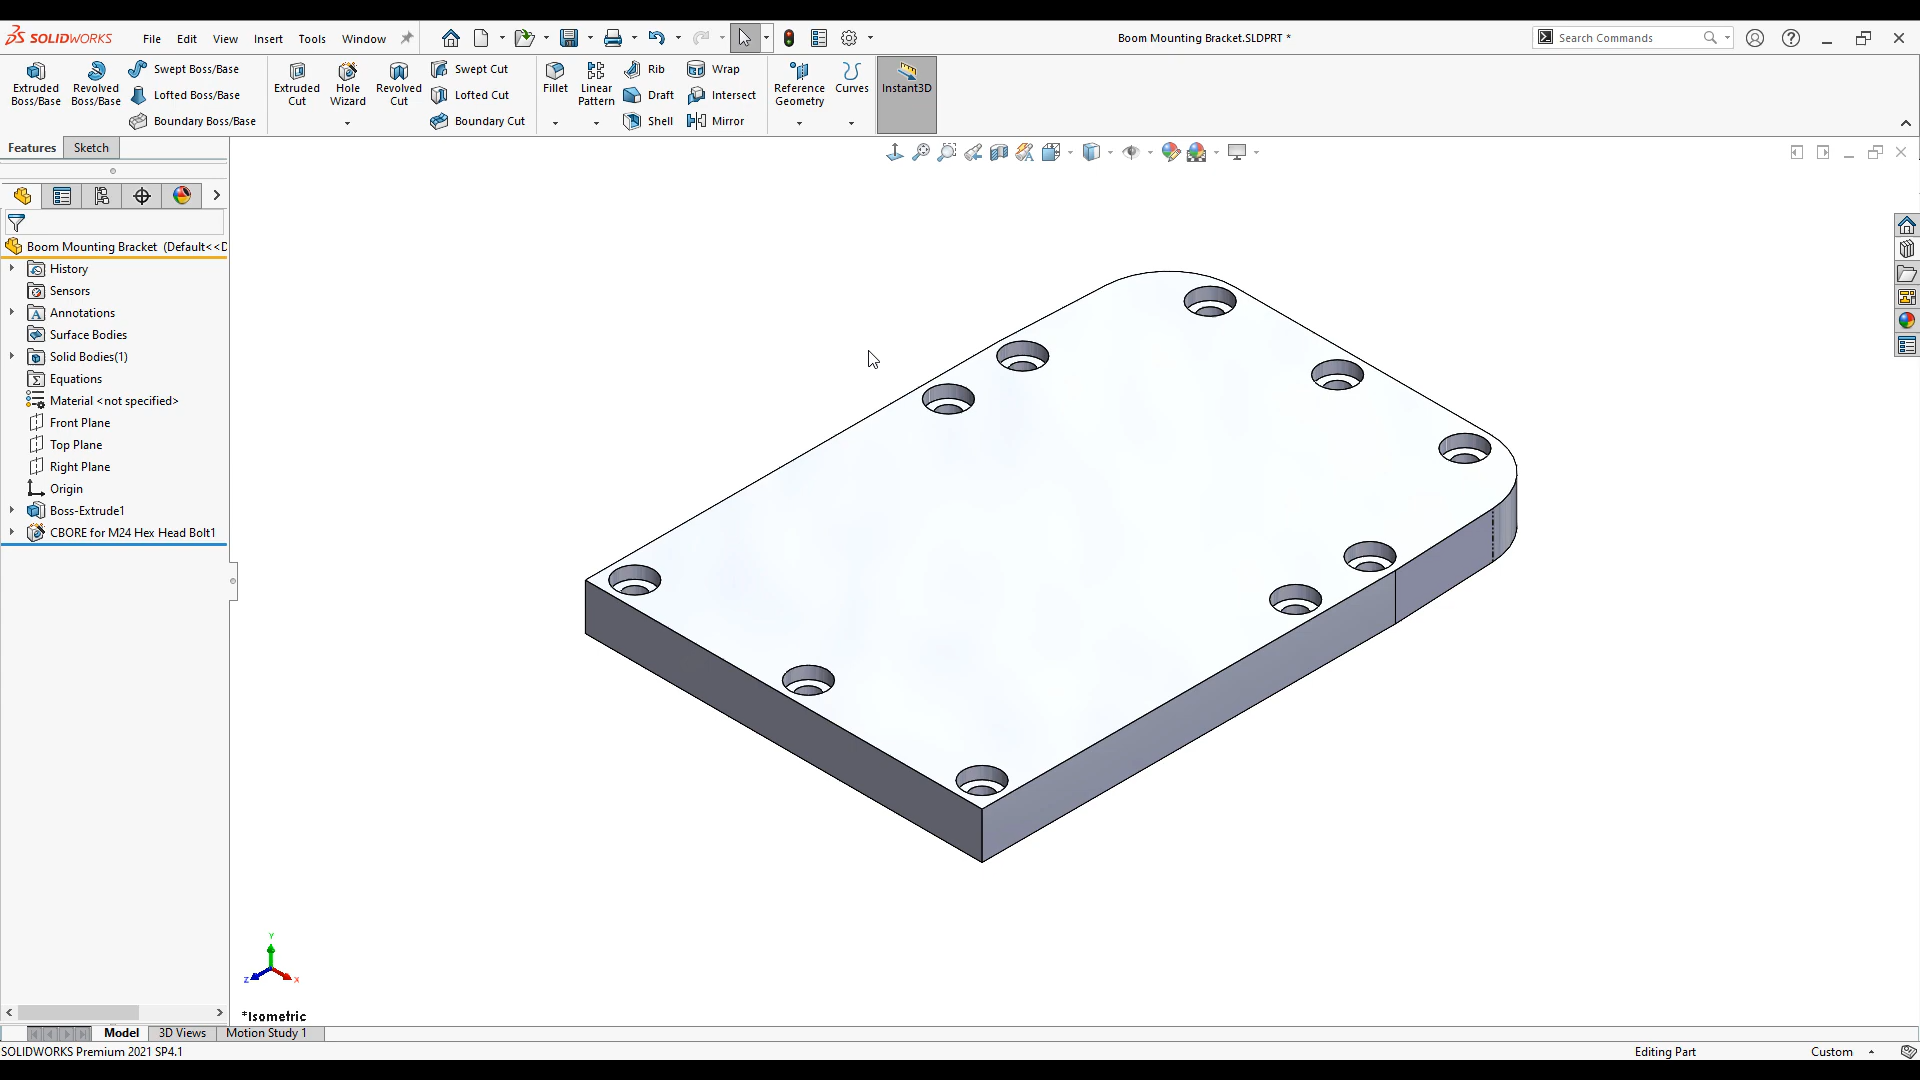 SOLIDWORKS
File Edit View Insert Tools Window
Boom Mounting Bracket.SLDPRT *
Search Commands
Extruded Boss/Base
Revolved Boss/Base
Swept Boss/Base
Lofted Boss/Base
Boundary Boss/Base
Extruded Cut
Hole Wizard
Revolved Cut
Swept Cut
Lofted Cut
Boundary Cut
Fillet
Linear Pattern
Rib
Draft
Shell
Wrap
Intersect
Mirror
Reference Geometry
Curves
Instant3D
Features Sketch
Boom Mounting Bracket (Default<<D
History
Sensors
Annotations
Surface Bodies
Solid Bodies(1)
Equations
Material <not specified>
Front Plane
Top Plane
Right Plane
Origin
Boss-Extrude1
CBORE for M24 Hex Head Bolt1
Y
Z X
*Isometric
Model 3D Views Motion Study 1
SOLIDWORKS Premium 2021 SP4.1
Editing Part
Custom